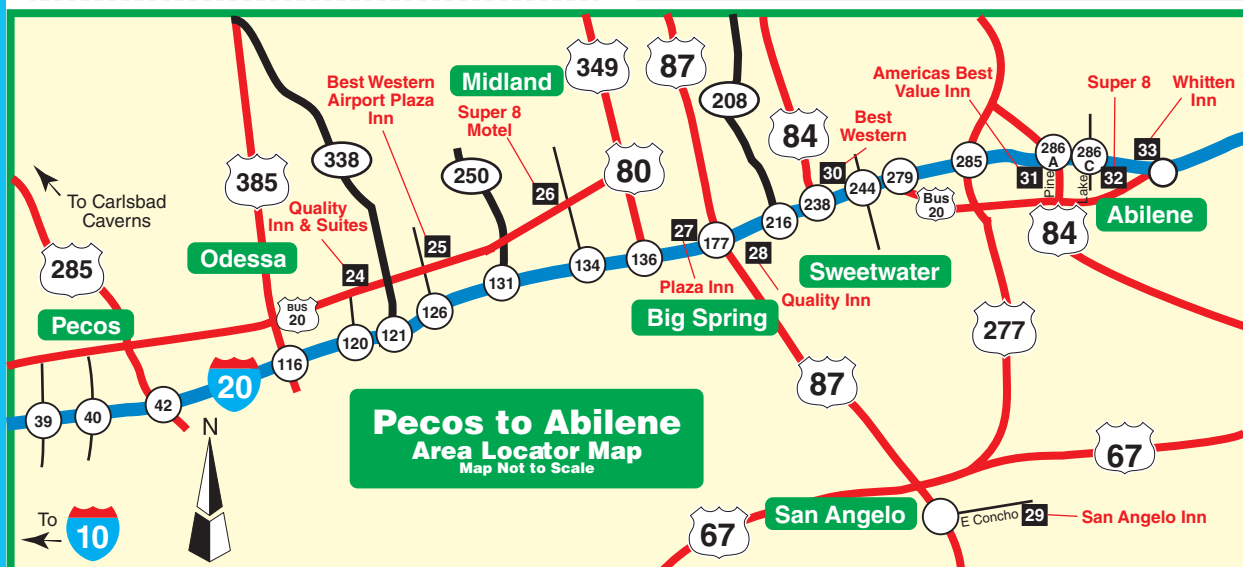 349
87
208
84
Best Western
Airport Plaza
Inn
Midland
Super 8
Motel
Americas Best
Value Inn
Super 8
Whitten
Inn
Best
Western
338
385
250
26
80
30
244
279
285
286
A
286
C
33
31
Pine
Lake
32
Bus
20
Abilene
84
To Carlsbad
Caverns
285
Pecos
Odessa
Quality
Inn & Suites
24
25
BUS
20
27
177
28
216
238
Sweetwater
Plaza Inn
Quality Inn
Big Spring
277
39
40
42
20
116
120
121
126
131
134
136
87
Pecos to Abilene
Area Locator Map
Map Not to Scale
N
To
10
67
67
San Angelo
E Concho
29
San Angelo Inn